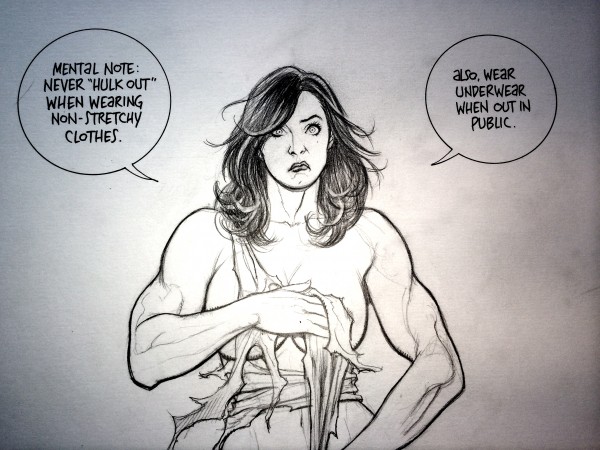 MENTAL NOTE:
NEVER "HULK OUT"
WHEN WEARING
NON-STRETCHY
CLOTHES.
ALSO, WEAR
UNDERWEAR
WHEN OUT IN
PUBLIC.